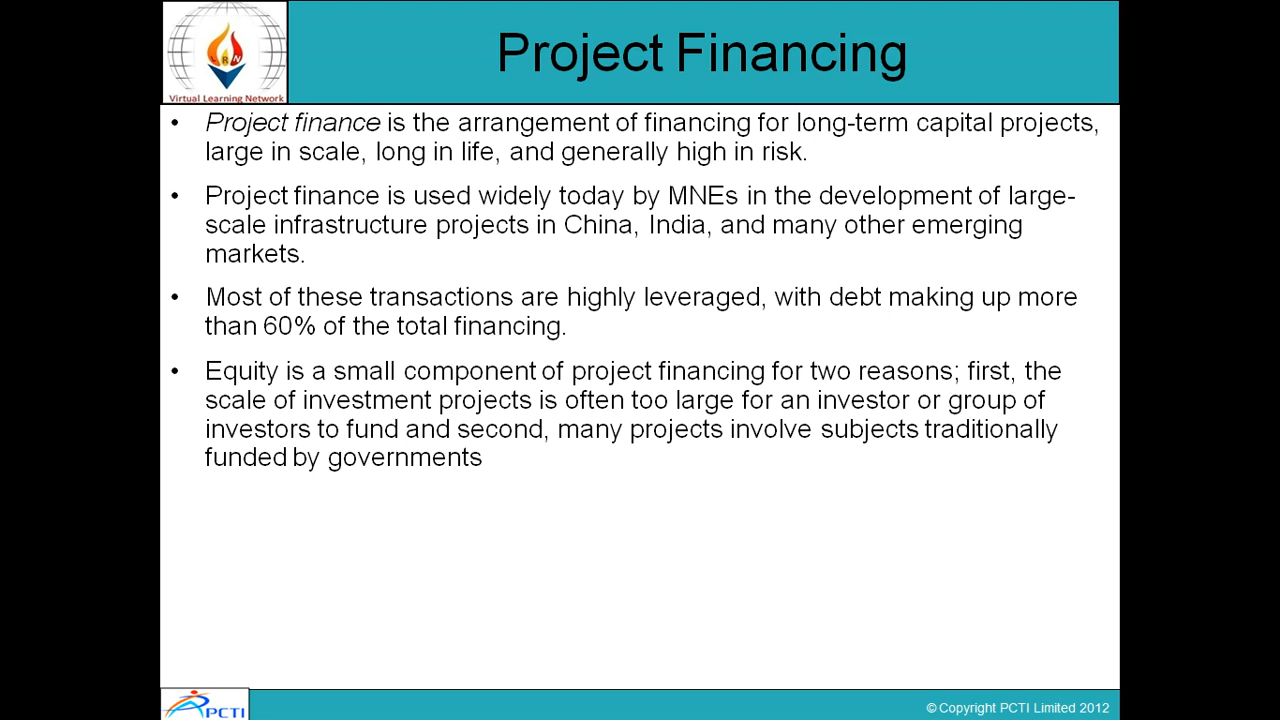 Project Financing
Virtual Learning Network
• Project finance is the arrangement of financing for long-term capital projects,
large in scale, long in life, and generally high in risk.
• Project finance is used widely today by MNEs in the development of large-
scale infrastructure projects in China, India, and many other emerging
markets.
• Most of these transactions are highly leveraged, with debt making up more
than 60% of the total financing.
• Equity is a small component of project financing for two reasons; first, the
scale of investment projects is often too large for an investor or group of
investors to fund and second, many projects involve subjects traditionally
funded by governments
PCTI
© Copyright PCTI Limited 2012